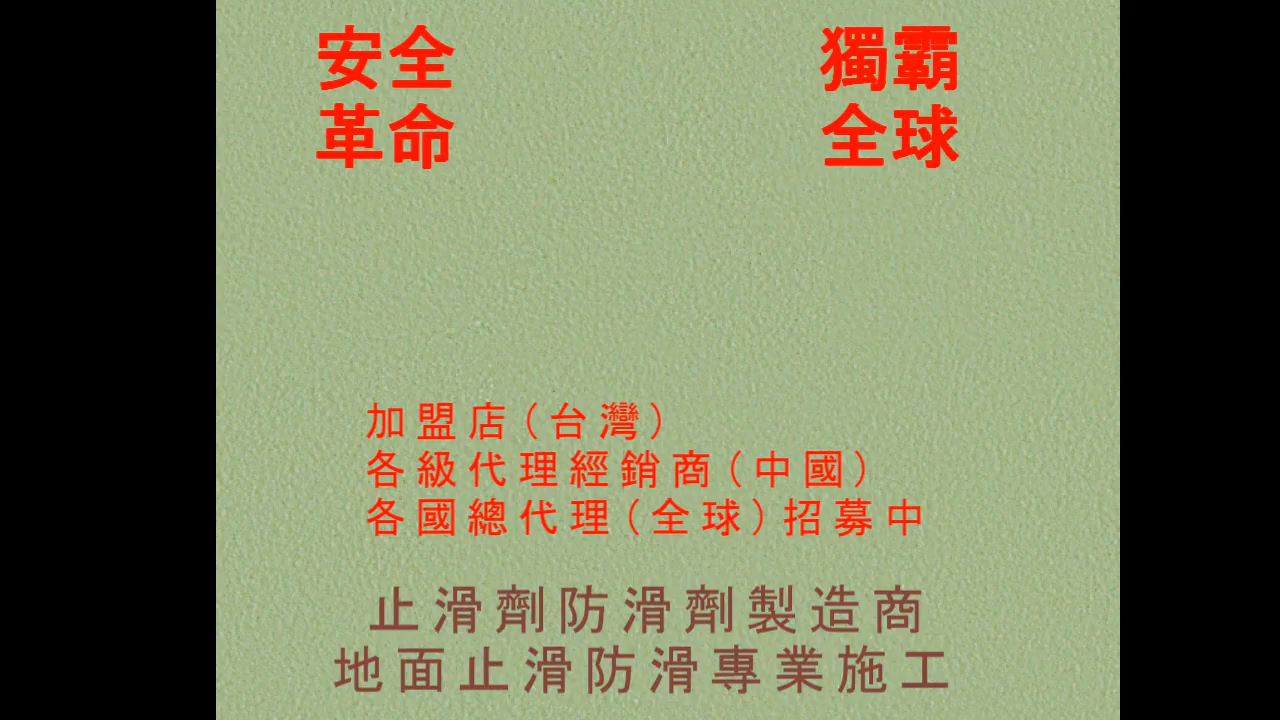 安全
革命
獨霸
全球
加盟店(台灣)
各級代理經銷商(中國)
各國總代理(全球)招募中
止滑劑防滑劑製造商
地面止滑防滑專業施工